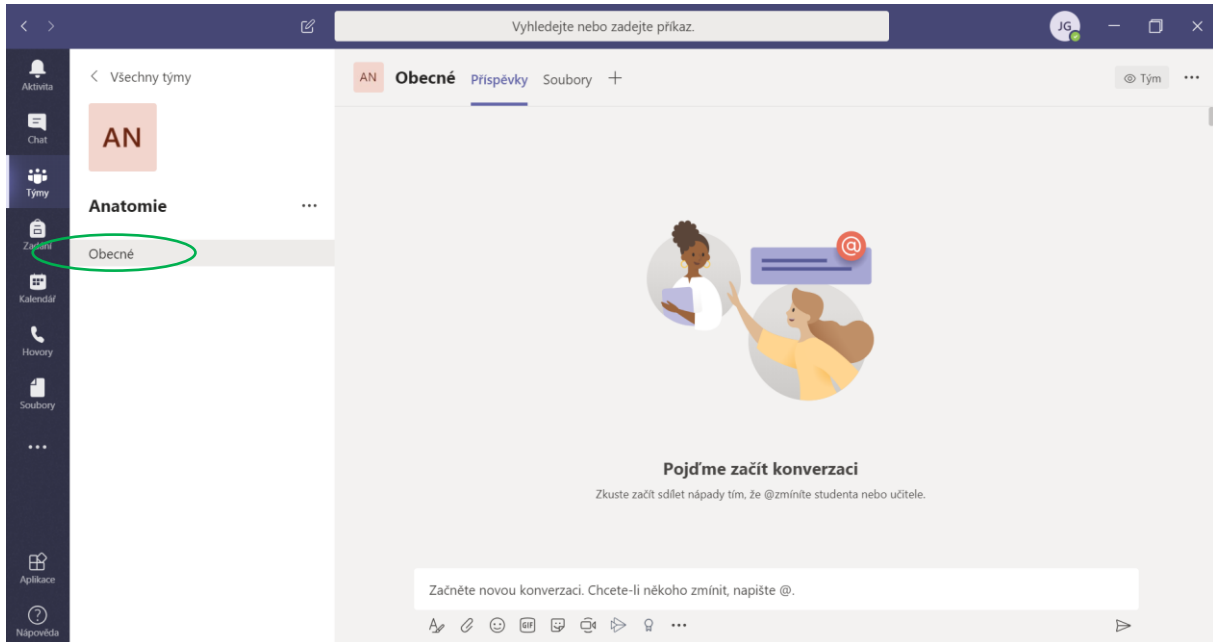 Vyhledejte nebo zadejte příkaz.
JG
Aktivita
Chat
Týmy
Zadání
Kalendář
Hovory
Soubory
Aplikace
Nápověda
Všechny týmy
AN
Anatomie
Obecné
AN Obecné Příspěvky Soubory
Tým
@
Pojďme začít konverzaci
Zkuste začít sdílet nápady tím, že @zmíníte studenta nebo učitele.
Začněte novou konverzaci. Chcete-li někoho zmínit, napište @.
GIF